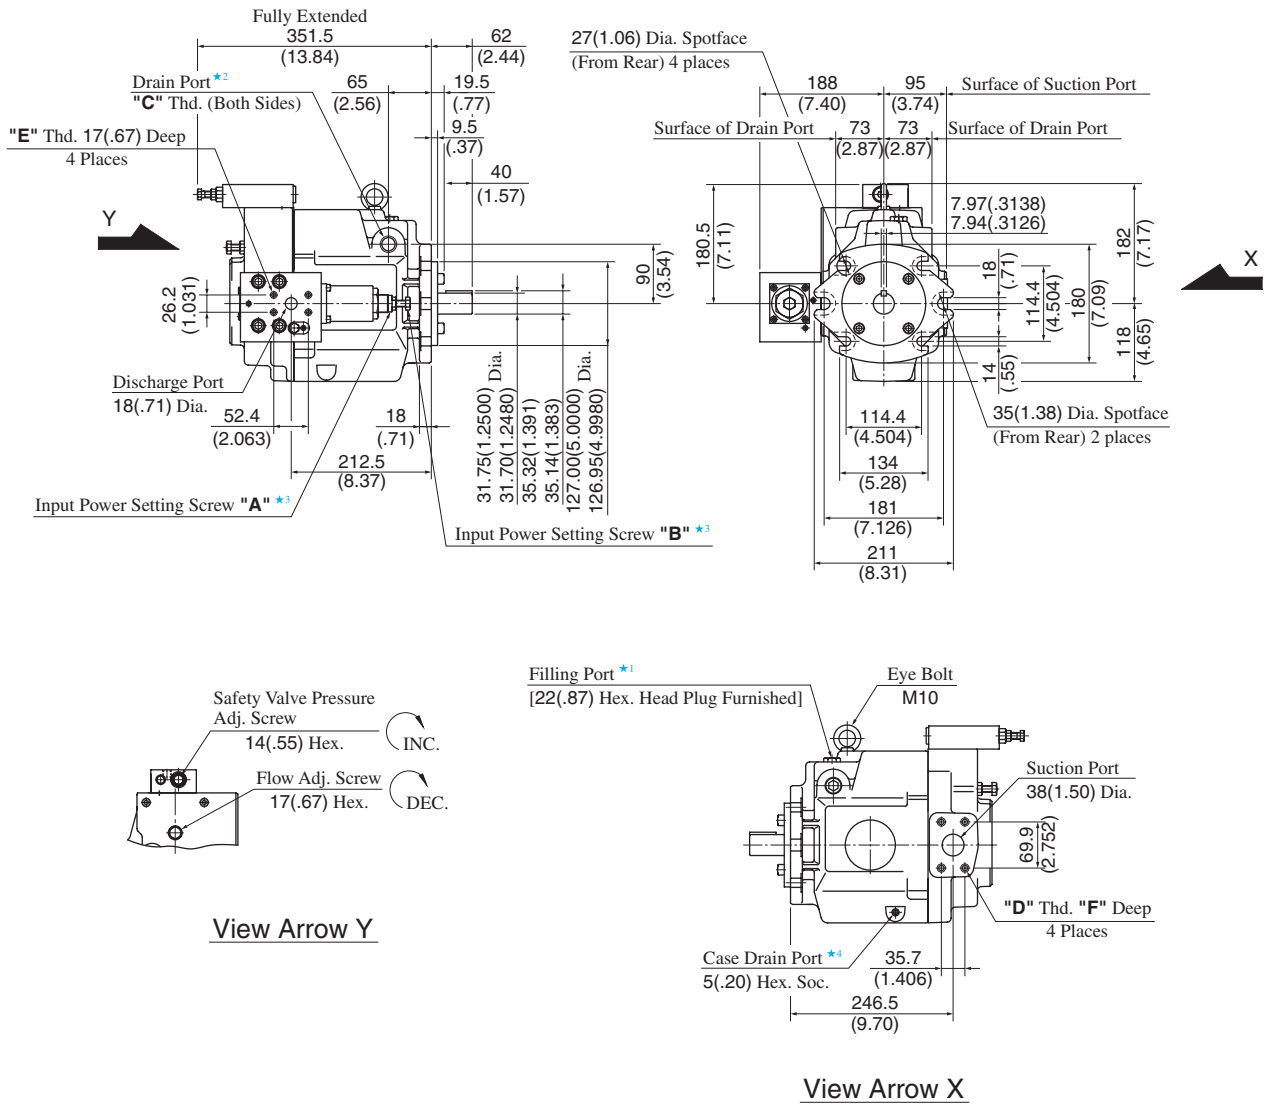 Fully Extended
351.5
(13.84)
62
(2.44)
Drain Port★2
"C" Thd. (Both Sides)
65
(2.56)
19.5
(.77)
"E" Thd. 17(.67) Deep
4 Places
9.5
(.37)
40
(1.57)
Y
90
(3.54)
26.2
(1.031)
Discharge Port
18(.71) Dia.
52.4
(2.063)
18
(.71)
212.5
(8.37)
31.75(1.2500)
31.70(1.2480)
Dia.
35.32(1.391)
35.14(1.383)
127.00(5.0000)
126.95(4.9980)
Dia.
Input Power Setting Screw "A" ★3
Input Power Setting Screw "B" ★3
27(1.06) Dia. Spotface
(From Rear) 4 places
188
(7.40)
95
(3.74)
Surface of Suction Port
Surface of Drain Port
73
(2.87)
73
(2.87)
Surface of Drain Port
7.97(.3138)
7.94(.3126)
180.5
(7.11)
182
(7.17)
18
(.71)
114.4
(4.504)
180
(7.09)
118
(4.65)
14
(.55)
X
114.4
(4.504)
35(1.38) Dia. Spotface
(From Rear) 2 places
134
(5.28)
181
(7.126)
211
(8.31)
Safety Valve Pressure
Adj. Screw
14(.55) Hex.
INC.
Flow Adj. Screw
17(.67) Hex.
DEC.
View Arrow Y
Filling Port ★1
[22(.87) Hex. Head Plug Furnished]
Eye Bolt
M10
Suction Port
38(1.50) Dia.
69.9
(2.752)
"D" Thd. "F" Deep
4 Places
Case Drain Port ★4
5(.20) Hex. Soc.
35.7
(1.406)
246.5
(9.70)
View Arrow X